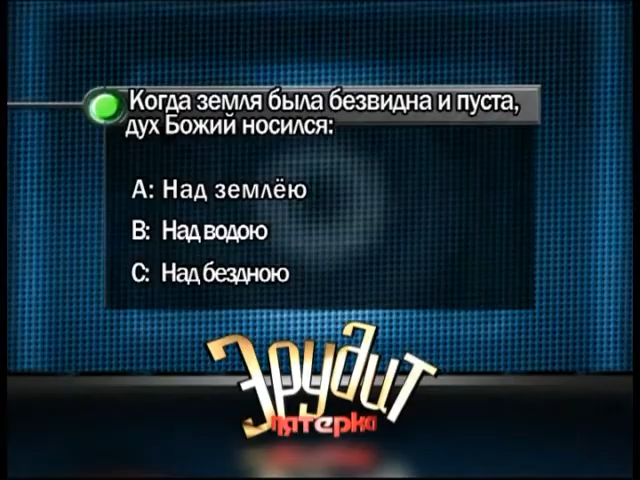 Когда земля была безвидна и пуста,
дух Божий носился:
А: Над землёю
В: Над водою
С: Над бездною
Эрудит
пятерка